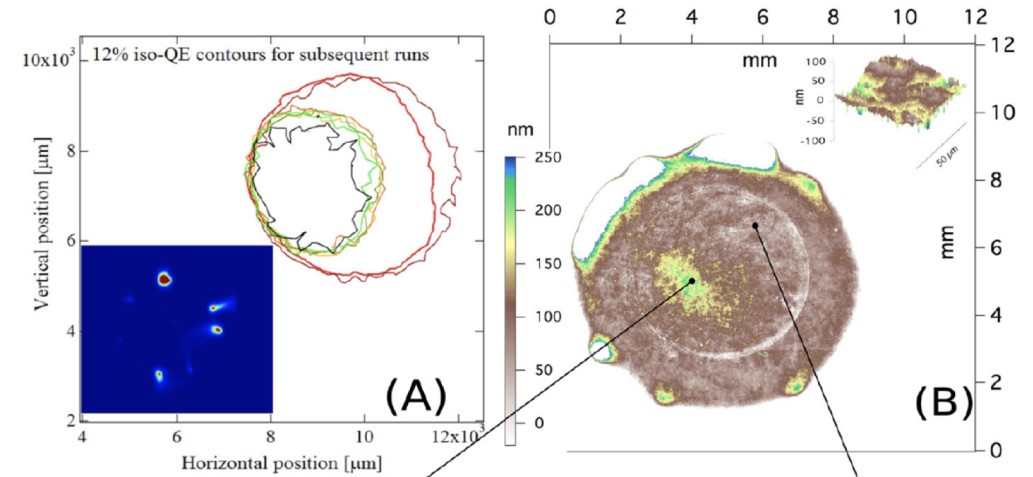 12% iso-QE contours for subsequent runs
10x10³
8
6
4
2
Vertical position [µm]
4
6
8
10
12x10³
Horizontal position [µm]
(A)
nm
250
200
150
100
50
0
0
2
4
6
8
10
12
mm
12
10
8
6
4
2
0
mm
100
50
0
-50
-100
nm
50 µm
(B)